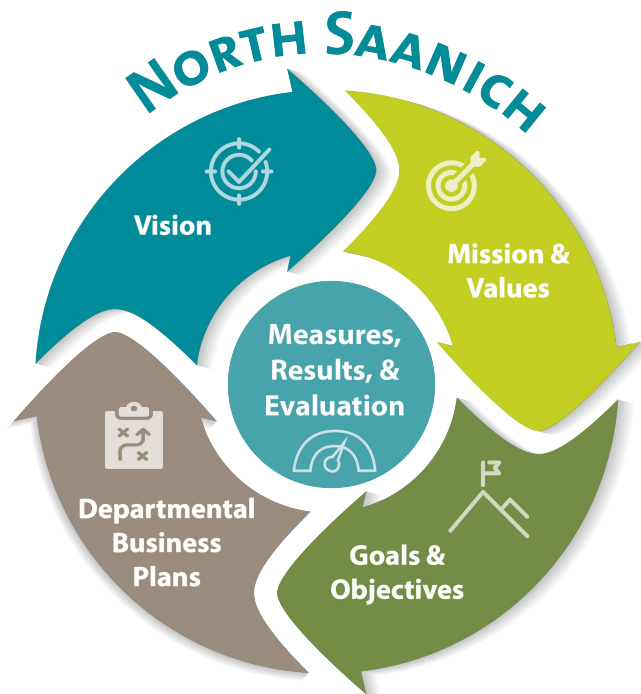 NORTH SAANICH
Vision
Mission &
Values
Measures,
Results, &
Evaluation
Goals &
Objectives
Departmental
Business
Plans